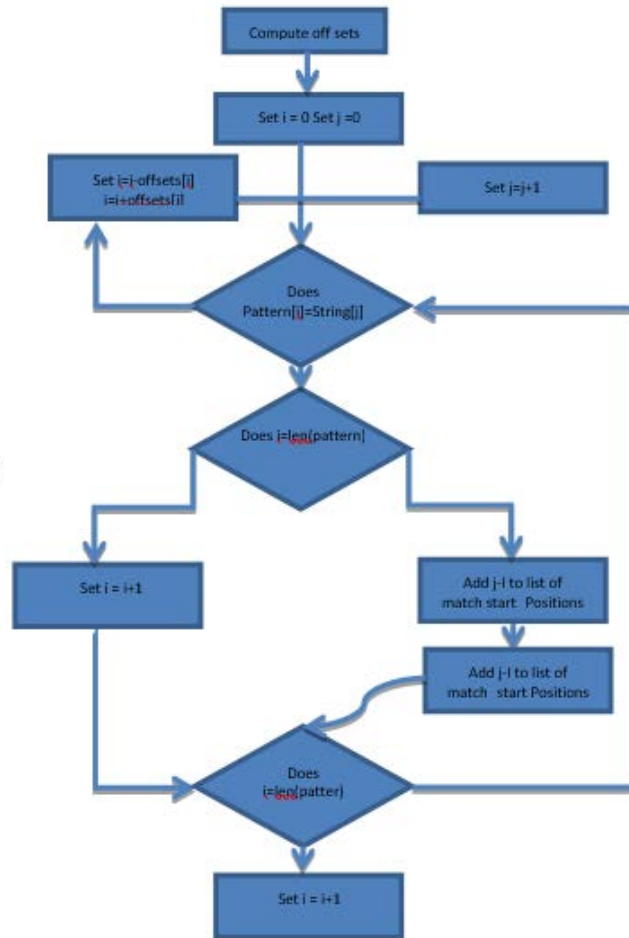 Compute off sets
Set i = 0 Set j =0
Set i=j-offsets[i]
i=i+offsets[i]
Set j=j+1
Does
Pattern[i]=String[j]
Does i=len(pattern)
Set i = i+1
Add j-I to list of
match start Positions
Add j-I to list of
match start Positions
Does
i=len(patter)
Set i = i+1